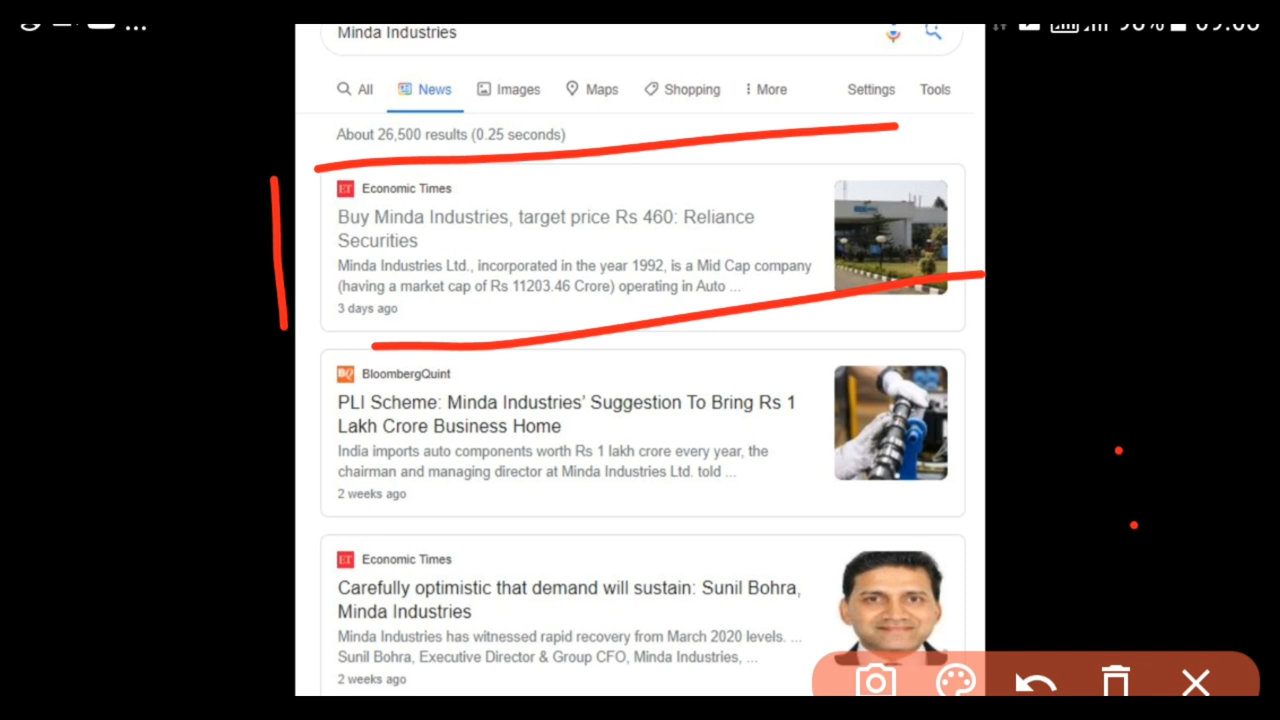 Minda Industries
All News Images Maps Shopping More Settings Tools
About 26,500 results (0.25 seconds)
ET Economic Times
Buy Minda Industries, target price Rs 460: Reliance
Securities
Minda Industries Ltd., incorporated in the year 1992, is a Mid Cap company
(having a market cap of Rs 11203.46 Crore) operating in Auto ...
3 days ago
BQ BloombergQuint
PLI Scheme: Minda Industries’ Suggestion To Bring Rs 1
Lakh Crore Business Home
India imports auto components worth Rs 1 lakh crore every year, the
chairman and managing director at Minda Industries Ltd. told ...
2 weeks ago
ET Economic Times
Carefully optimistic that demand will sustain: Sunil Bohra,
Minda Industries
Minda Industries has witnessed rapid recovery from March 2020 levels. ...
Sunil Bohra, Executive Director & Group CFO, Minda Industries, ...
2 weeks ago